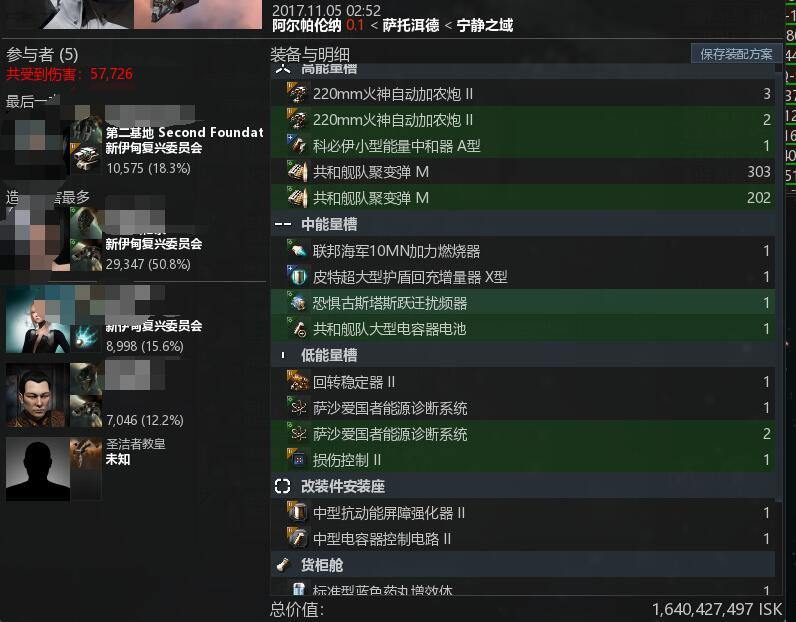 2017.11.05 02:52
阿尔帕伦纳 0.1 < 萨托洱德 < 宁静之域
参与者 (5)
共受到伤害: 57,726
第二基地 Second Foundat
新伊甸复兴委员会
10,575 (18.3%)
新伊甸复兴委员会
29,347 (50.8%)
新伊甸复兴委员会
8,998 (15.6%)
7,046 (12.2%)
圣洁者教皇
未知
装备与明细
保存装配方案
高能量槽
220mm火神自动加农炮 II 3
220mm火神自动加农炮 II 2
科必伊小型能量中和器 A型 1
共和舰队聚变弹 M 303
共和舰队聚变弹 M 202
中能量槽
联邦海军10MN加力燃烧器 1
皮特超大型护盾回充增量器 X型 1
恐惧古斯塔斯跃迁扰频器 1
共和舰队大型电容器电池 1
低能量槽
回转稳定器 II 1
萨沙爱国者能源诊断系统 1
萨沙爱国者能源诊断系统 2
损伤控制 II 1
改装件安装座
中型抗动能屏障强化器 II 1
中型电容器控制电路 II 1
货柜舱
标准型蓝色药丸增效体 1
总价值: 1,640,427,497 ISK